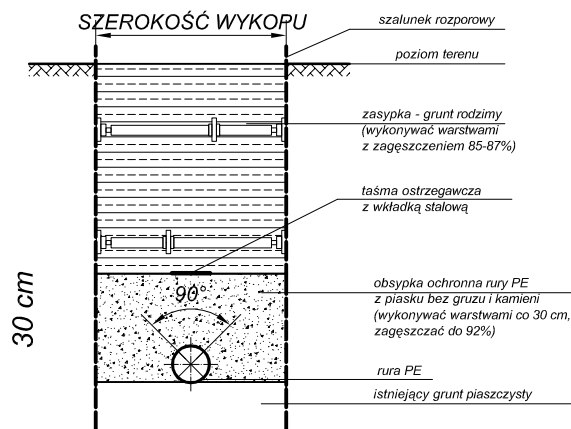 SZEROKOŚĆ WYKOPU
szalunek rozporowy
poziom terenu
zasypka - grunt rodzimy
(wykonywać warstwami
z zagęszczeniem 85-87%)
taśma ostrzegawcza
z wkładką stalową
30 cm
90°
obsypka ochronna rury PE
z piasku bez gruzu i kamieni
(wykonywać warstwami co 30 cm,
zagęszczać do 92%)
rura PE
istniejący grunt piaszczysty